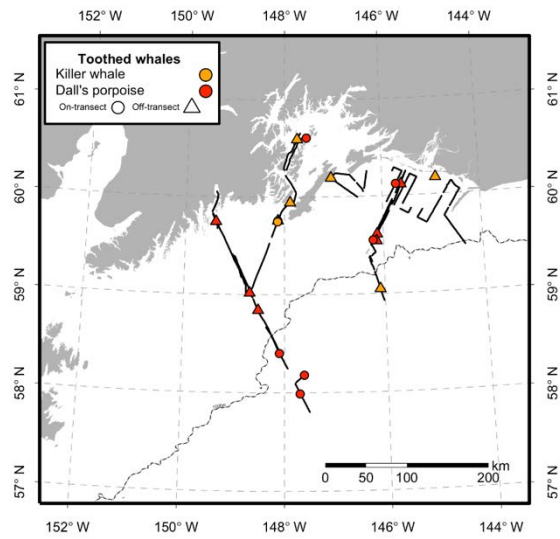 152° W 150° W 148° W 146° W 144° W
Toothed whales
Killer whale
Dall's porpoise
On-transect Off-transect
61° N 61° N
60° N 60° N
59° N 59° N
58° N 58° N
57° N 57° N
km
0 50 100 200
152° W 150° W 148° W 146° W 144° W